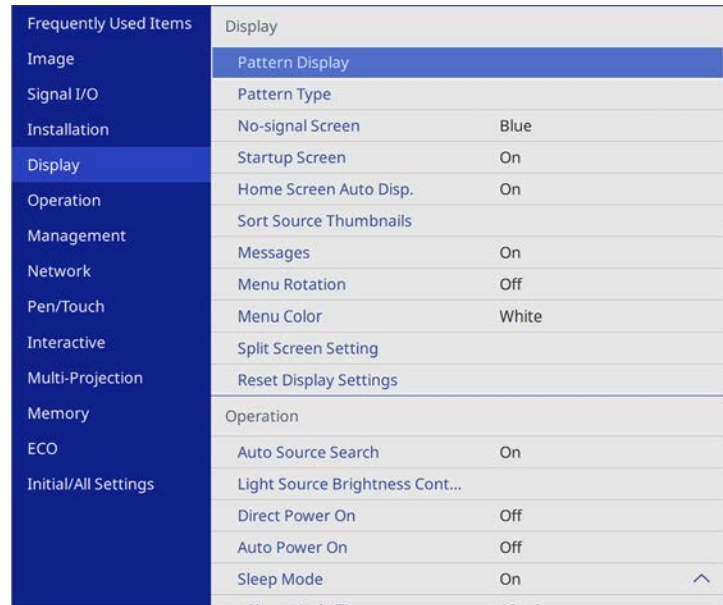 Frequently Used Items
Image
Signal I/O
Installation
Display
Operation
Management
Network
Pen/Touch
Interactive
Multi-Projection
Memory
ECO
Initial/All Settings
Display
Pattern Display
Pattern Type
No-signal Screen Blue
Startup Screen On
Home Screen Auto Disp. On
Sort Source Thumbnails
Messages On
Menu Rotation Off
Menu Color White
Split Screen Setting
Reset Display Settings
Operation
Auto Source Search On
Light Source Brightness Cont...
Direct Power On Off
Auto Power On Off
Sleep Mode On